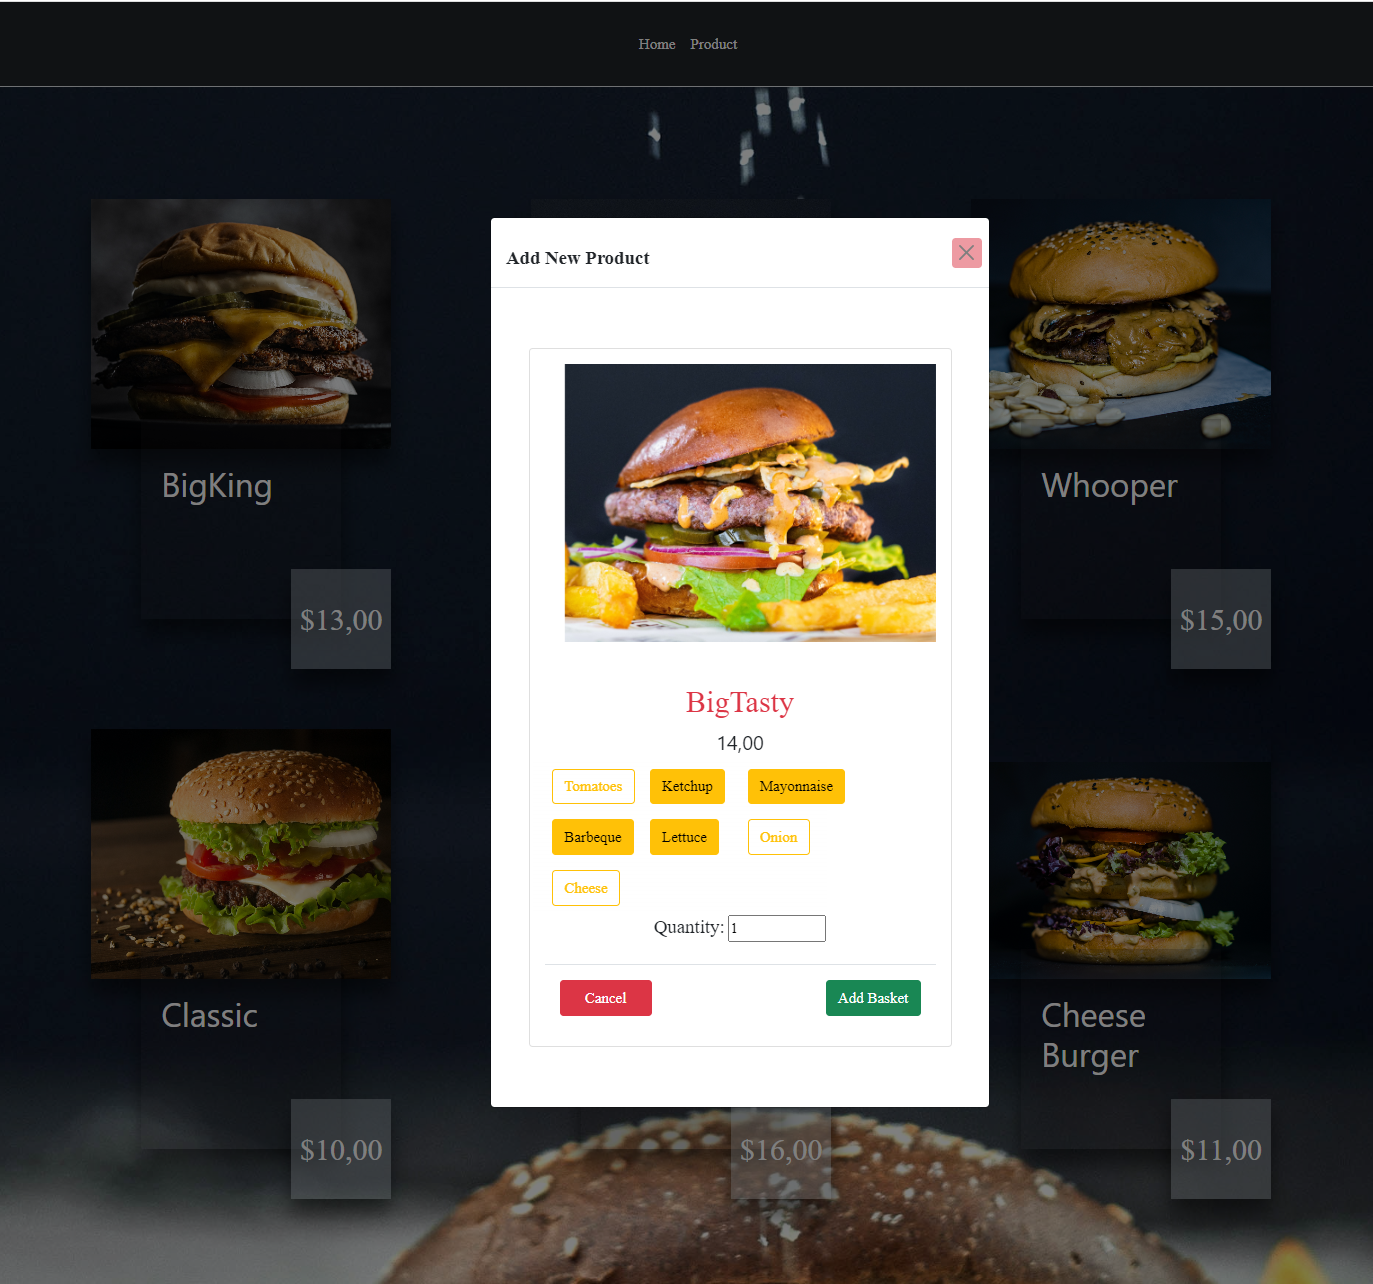 Home Product
Add New Product
BigKing
Whooper
$13,00
$15,00
BigTasty
14,00
Tomatoes Ketchup Mayonnaise
Barbeque Lettuce Onion
Cheese
Quantity: 1
Cancel Add Basket
Classic
Cheese
Burger
$10,00
$16,00
$11,00